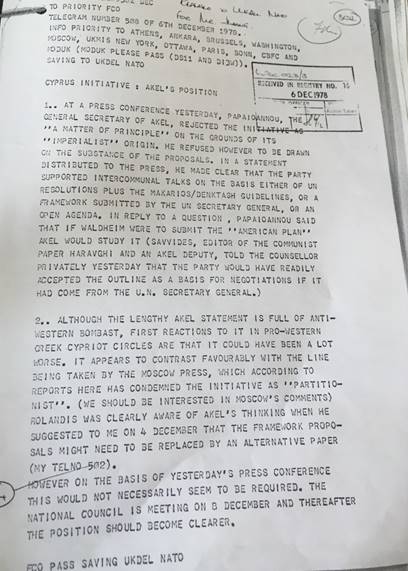 TO PRIORITY FCO
TELEGRAM NUMBER 508 OF 6TH DECEMBER 1978.
INFO PRIORITY TO ATHENS, ANKARA, BRUSSELS, WASHINGTON,
MOSCOW, UKMIS NEW YORK, OTTAWA, PARIS, BONN, CBFC AND
MODUK (MODUK PLEASE PASS (DS11 AND DI3W)).
SAVING TO UKDEL NATO
UKDEL NATO
RECEIVED IN REGISTRY NO. 16
6 DEC 1978
CYPRUS INITIATIVE : AKEL'S POSITION
1.. AT A PRESS CONFERENCE YESTERDAY, PAPAIOANNOU, THE
GENERAL SECRETARY OF AKEL, REJECTED THE INITIATIVE AS
''A MATTER OF PRINCIPLE'' ON THE GROUNDS OF ITS
''IMPERIALIST'' ORIGIN. HE REFUSED HOWEVER TO BE DRAWN
ON THE SUBSTANCE OF THE PROPOSALS. IN A STATEMENT
DISTRIBUTED TO THE PRESS, HE MADE CLEAR THAT THE PARTY
SUPPORTED INTERCOMMUNAL TALKS ON THE BASIS EITHER OF UN
RESOLUTIONS PLUS THE MAKARIOS/DENKTASH GUIDELINES, OR A
FRAMEWORK SUBMITTED BY THE UN SECRETARY GENERAL, OR AN
OPEN AGENDA. IN REPLY TO A QUESTION , PAPAIOANNOU SAID
THAT IF WALDHEIM WERE TO SUBMIT THE ''AMERICAN PLAN''
AKEL WOULD STUDY IT (SAVVIDES, EDITOR OF THE COMMUNIST
PAPER HARAVGHI AND AN AKEL DEPUTY, TOLD THE COUNSELLOR
PRIVATELY YESTERDAY THAT THE PARTY WOULD HAVE READILY
ACCEPTED THE OUTLINE AS A BASIS FOR NEGOTIATIONS IF IT
HAD COME FROM THE U.N. SECRETARY GENERAL.)
2.. ALTHOUGH THE LENGTHY AKEL STATEMENT IS FULL OF ANTI-
WESTERN BOMBAST, FIRST REACTIONS TO IT IN PRO-WESTERN
GREEK CYPRIOT CIRCLES ARE THAT IT COULD HAVE BEEN A LOT
WORSE. IT APPEARS TO CONTRAST FAVOURABLY WITH THE LINE
BEING TAKEN BY THE MOSCOW PRESS, WHICH ACCORDING TO
REPORTS HERE HAS CONDEMNED THE INITIATIVE AS ''PARTITIO-
NIST''. (WE SHOULD BE INTERESTED IN MOSCOW'S COMMENTS)
ROLANDIS WAS CLEARLY AWARE OF AKEL'S THINKING WHEN HE
SUGGESTED TO ME ON 4 DECEMBER THAT THE FRAMEWORK PROPO-
SALS MIGHT NEED TO BE REPLACED BY AN ALTERNATIVE PAPER
(MY TELNO 502).
HOWEVER ON THE BASIS OF YESTERDAY'S PRESS CONFERENCE
THIS WOULD NOT NECESSARILY SEEM TO BE REQUIRED. THE
NATIONAL COUNCIL IS MEETING ON 8 DECEMBER AND THEREAFTER
THE POSITION SHOULD BECOME CLEARER.
FCO PASS SAVING UKDEL NATO